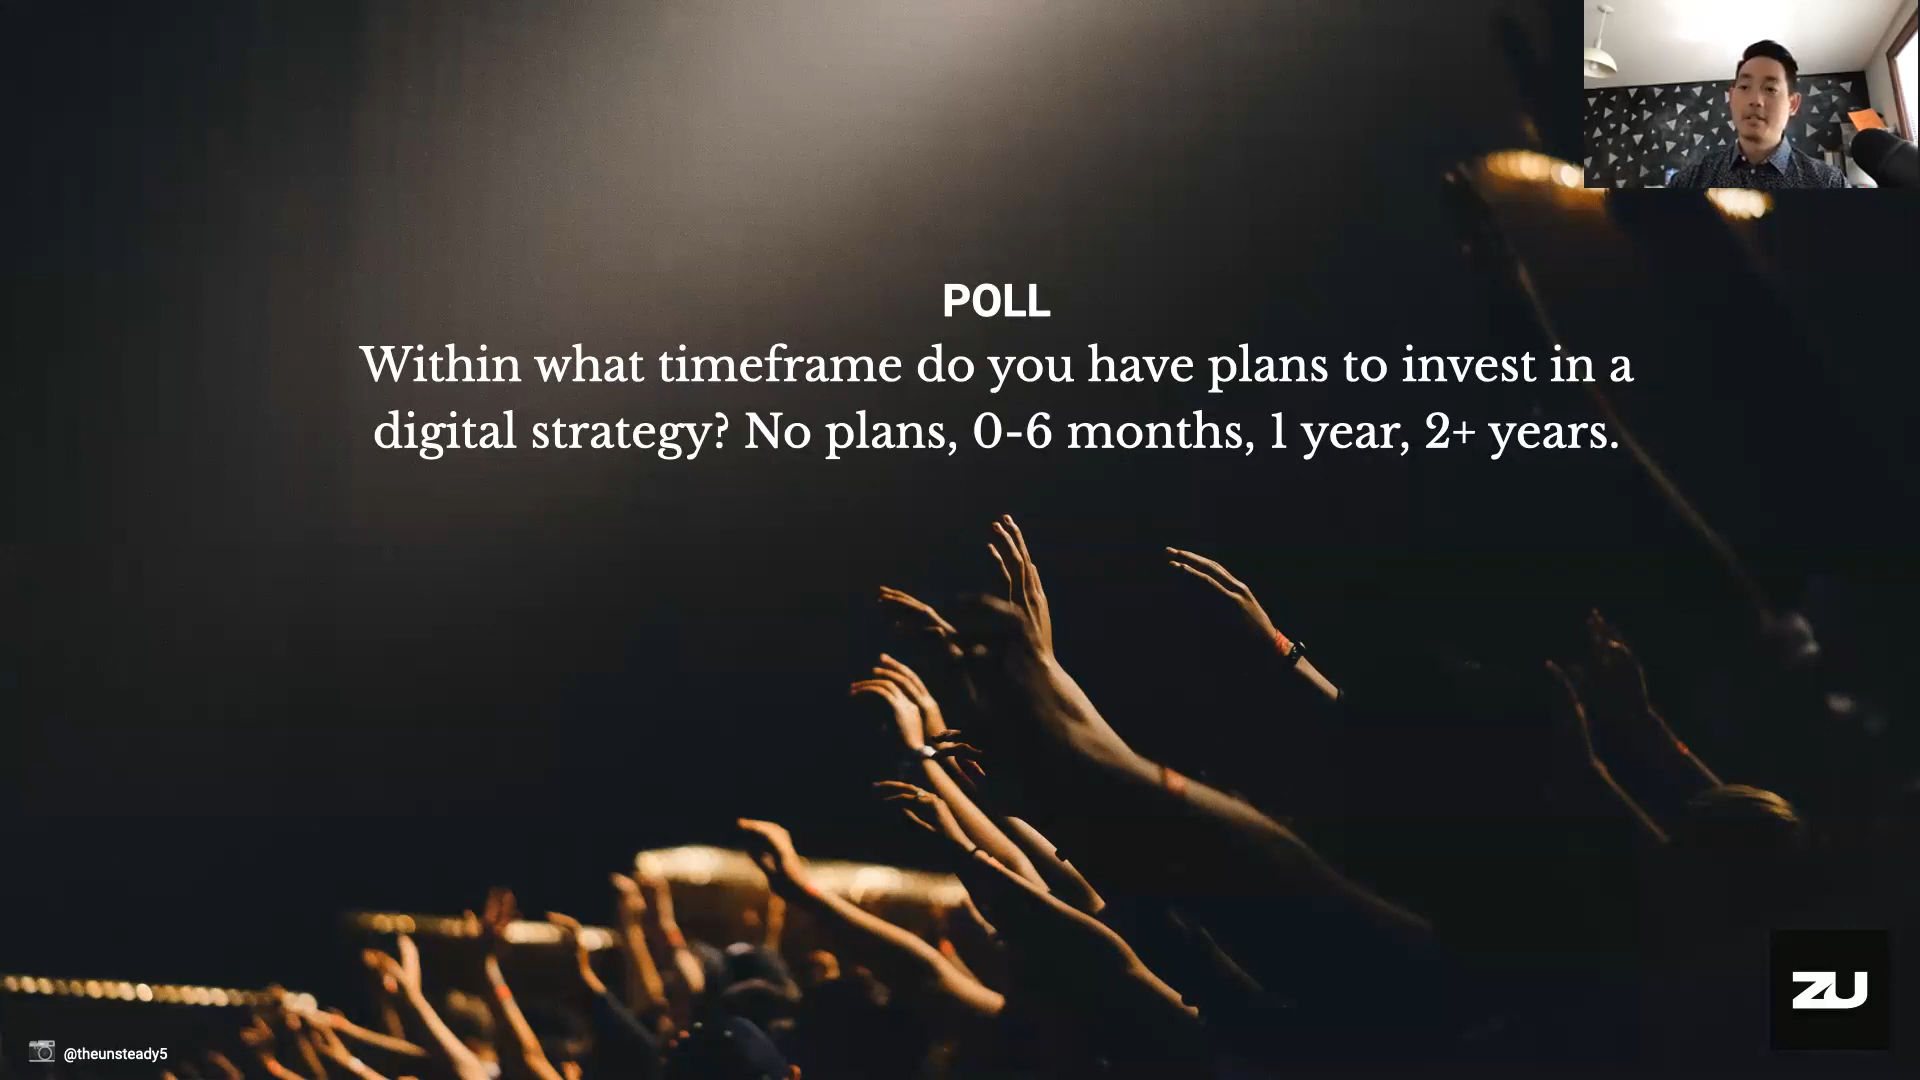 POLL
Within what timeframe do you have plans to invest in a
digital strategy? No plans, 0-6 months, 1 year, 2+ years.
ZU
@theunsteady5